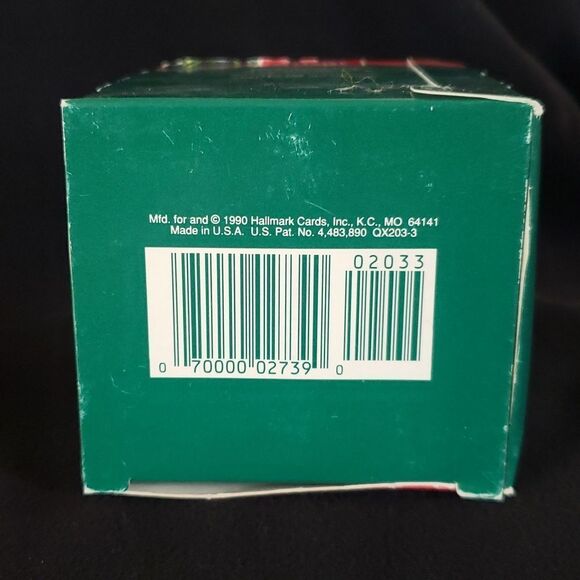 Mfd. for and © 1990 Hallmark Cards, Inc., K.C., MO 64141
Made in U.S.A. U.S. Pat. No. 4,483,890 QX203-3
02033
0 70000 02739 0